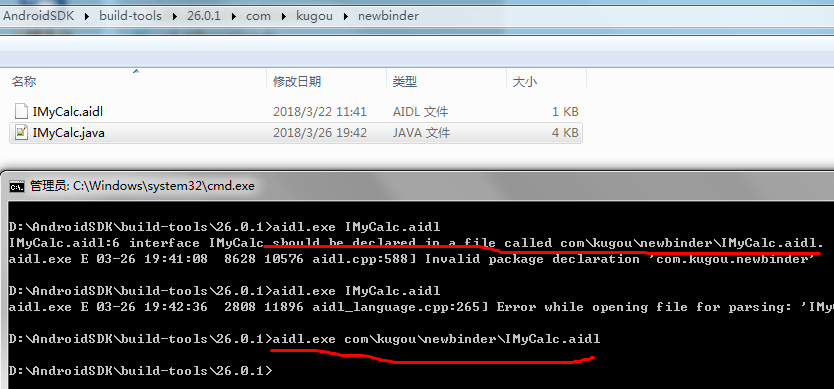 AndroidSDK ▸ build-tools ▸ 26.0.1 ▸ com ▸ kugou ▸ newbinder
名称 修改日期 类型 大小
IMyCalc.aidl 2018/3/22 11:41 AIDL 文件 1 KB
IMyCalc.java 2018/3/26 19:42 JAVA 文件 4 KB
管理员: C:\Windows\system32\cmd.exe
D:\AndroidSDK\build-tools\26.0.1>aidl.exe IMyCalc.aidl
IMyCalc.aidl:6 interface IMyCalc should be declared in a file called com\kugou\newbinder\IMyCalc.aidl.
aidl.exe E 03-26 19:41:08  8628 10576 aidl.cpp:588] Invalid package declaration 'com.kugou.newbinder'
D:\AndroidSDK\build-tools\26.0.1>aidl.exe IMyCalc.aidl
aidl.exe E 03-26 19:42:36  2808 11896 aidl_language.cpp:265] Error while opening file for parsing: 'IMy
D:\AndroidSDK\build-tools\26.0.1>aidl.exe com\kugou\newbinder\IMyCalc.aidl
D:\AndroidSDK\build-tools\26.0.1>